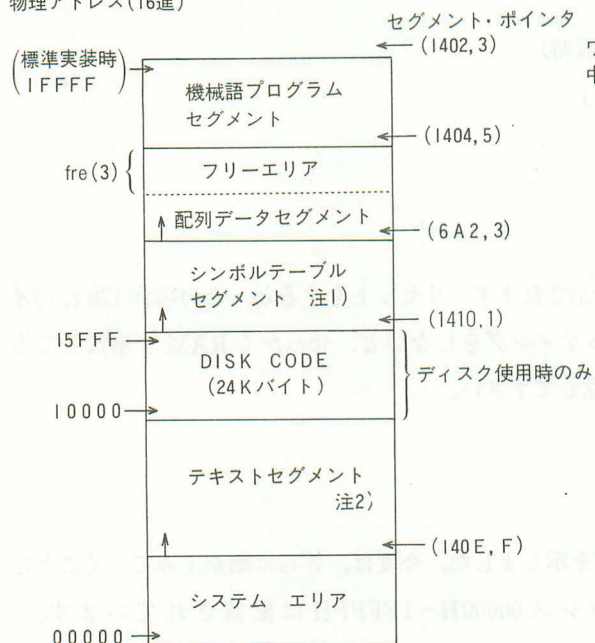 物理アドレス(16進)
セグメント・ポインタ
(標準実装時)
1FFFF
(1402,3)
機械語プログラム
セグメント
(1404,5)
fre(3)
フリーエリア
配列データセグメント
(6A2,3)
シンボルテーブル
セグメント 注1)
(1410,1)
15FFF
DISK CODE
(24Kバイト)
ディスク使用時のみ
10000
テキストセグメント
注2)
(140E,F)
システム エリア
00000